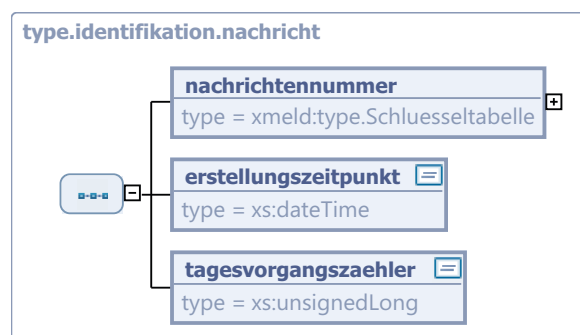 type.identifikation.nachricht
nachrichtennummer
type = xmeld:type.Schluesseltabelle
erstellungszeitpunkt
type = xs:dateTime
tagesvorgangszaehler
type = xs:unsignedLong